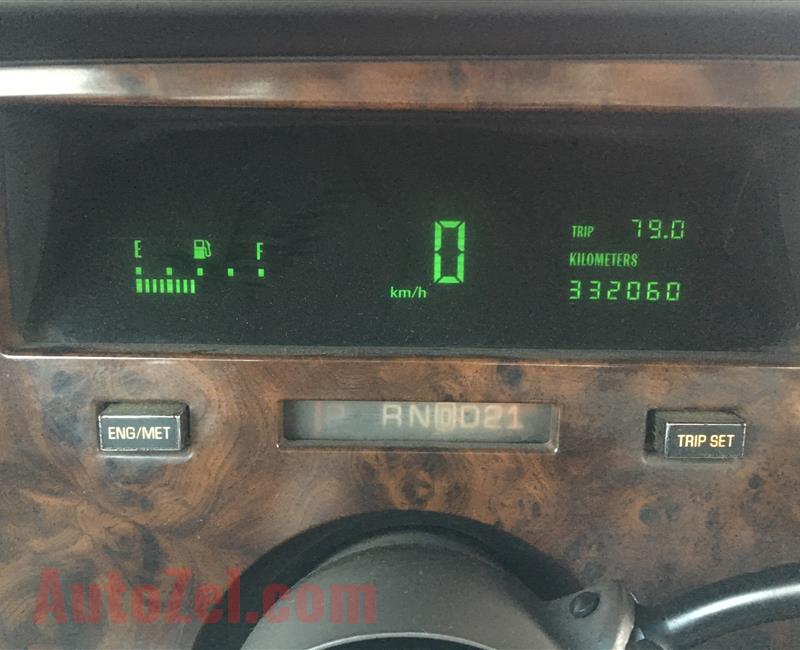 E F
0
km/h
TRIP 79.0
KILOMETERS
332060
ENG/MET
P RN D21
TRIP SET
AutoZel.com